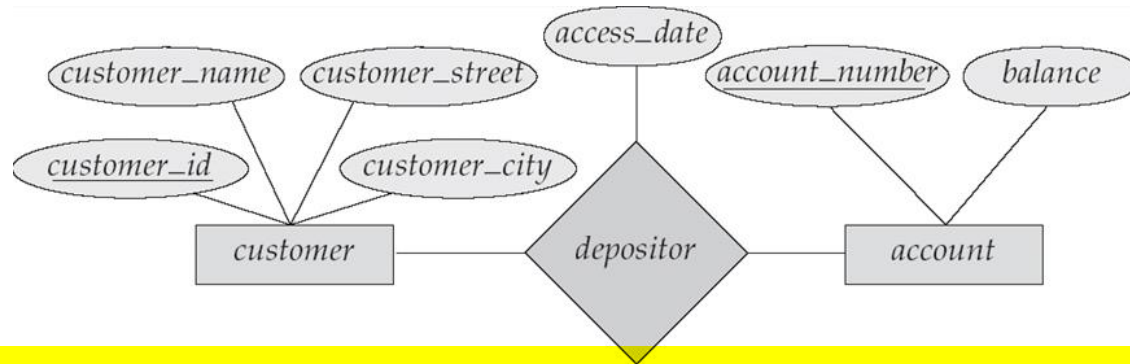 access_date
customer_name
customer_street
account_number
balance
customer_id
customer_city
customer
depositor
account